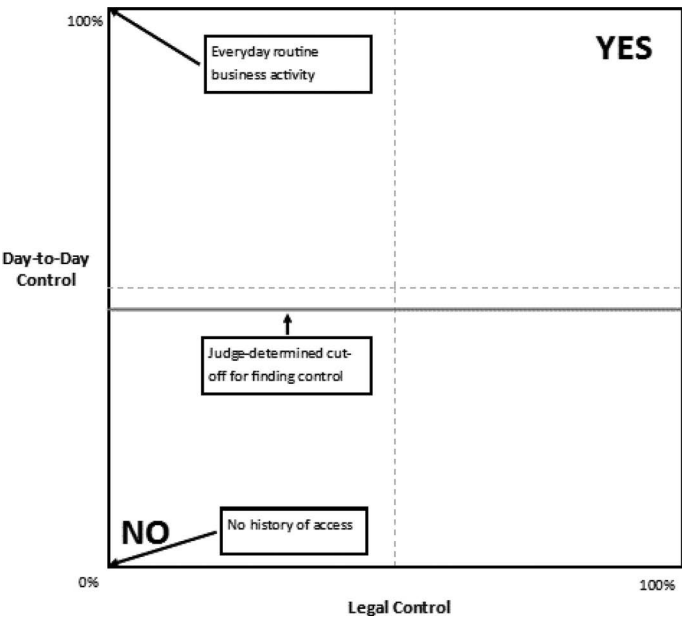 100%
Everyday routine
business activity
YES
Day-to-Day
Control
Judge-determined cut-
off for finding control
NO
No history of access
0%
100%
Legal Control